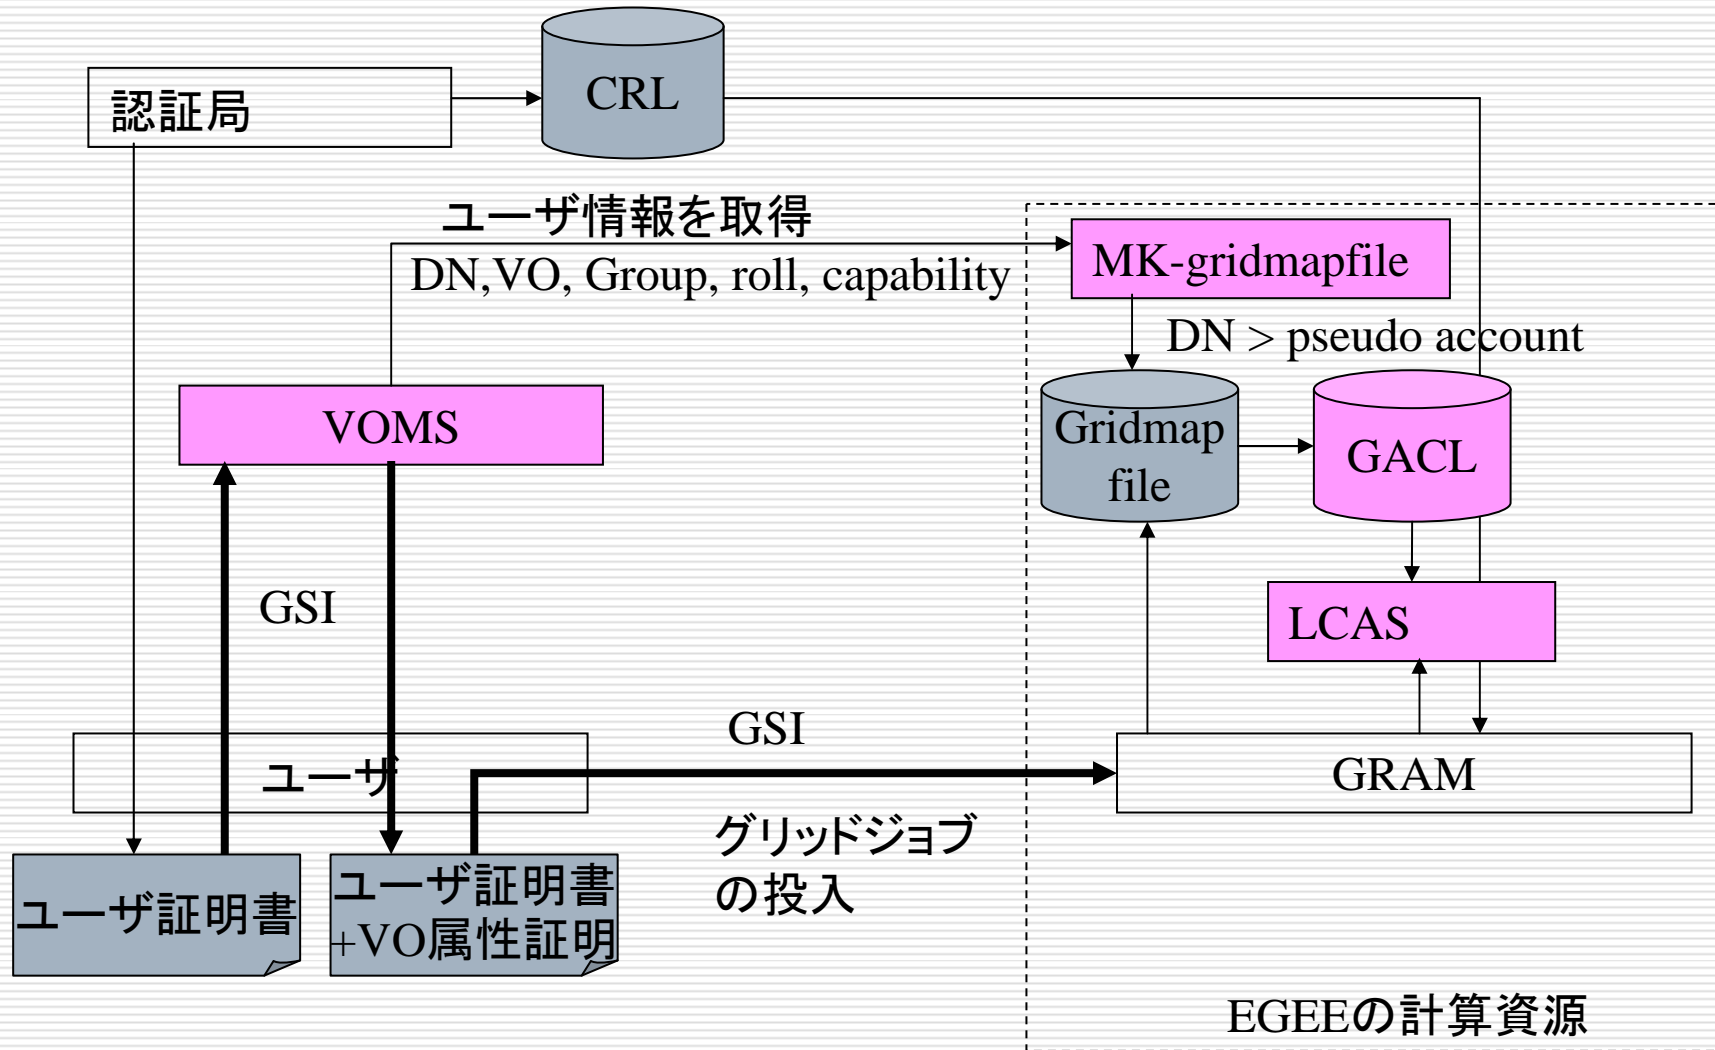 CRL
認証局
ユーザ情報を取得
DN,VO, Group, roll, capability
MK-gridmapfile
DN > pseudo account
VOMS
Gridmap
file
GACL
GSI
LCAS
GSI
ユーザ
GRAM
グリッドジョブ
の投入
ユーザ証明書
ユーザ証明書
+VO属性証明
EGEEの計算資源